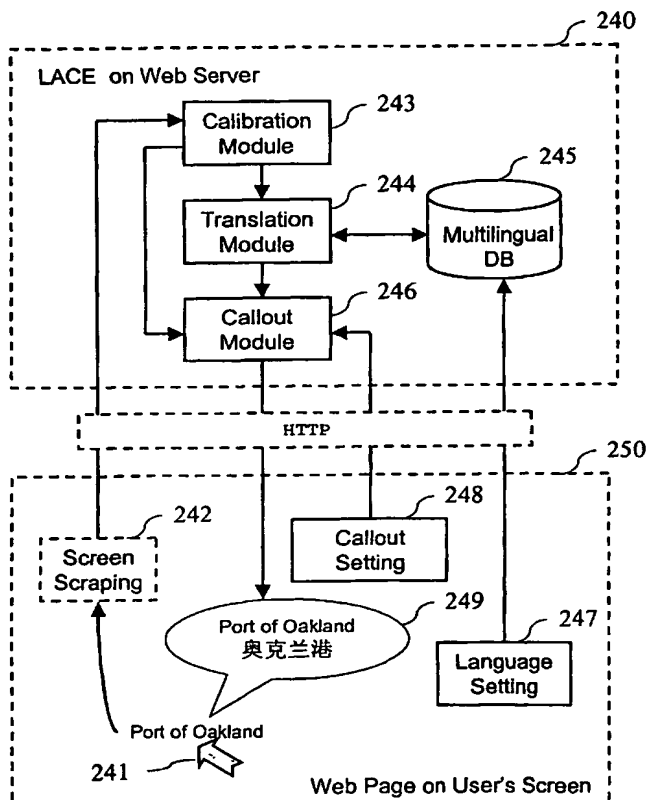 240
LACE on Web Server
243
Calibration
Module
244
245
Translation
Module
Multilingual
DB
246
Callout
Module
HTTP
250
248
242
Callout
Setting
Screen
Scraping
249
Port of Oakland
奥克兰港
247
Language
Setting
Port of Oakland
241
Web Page on User's Screen